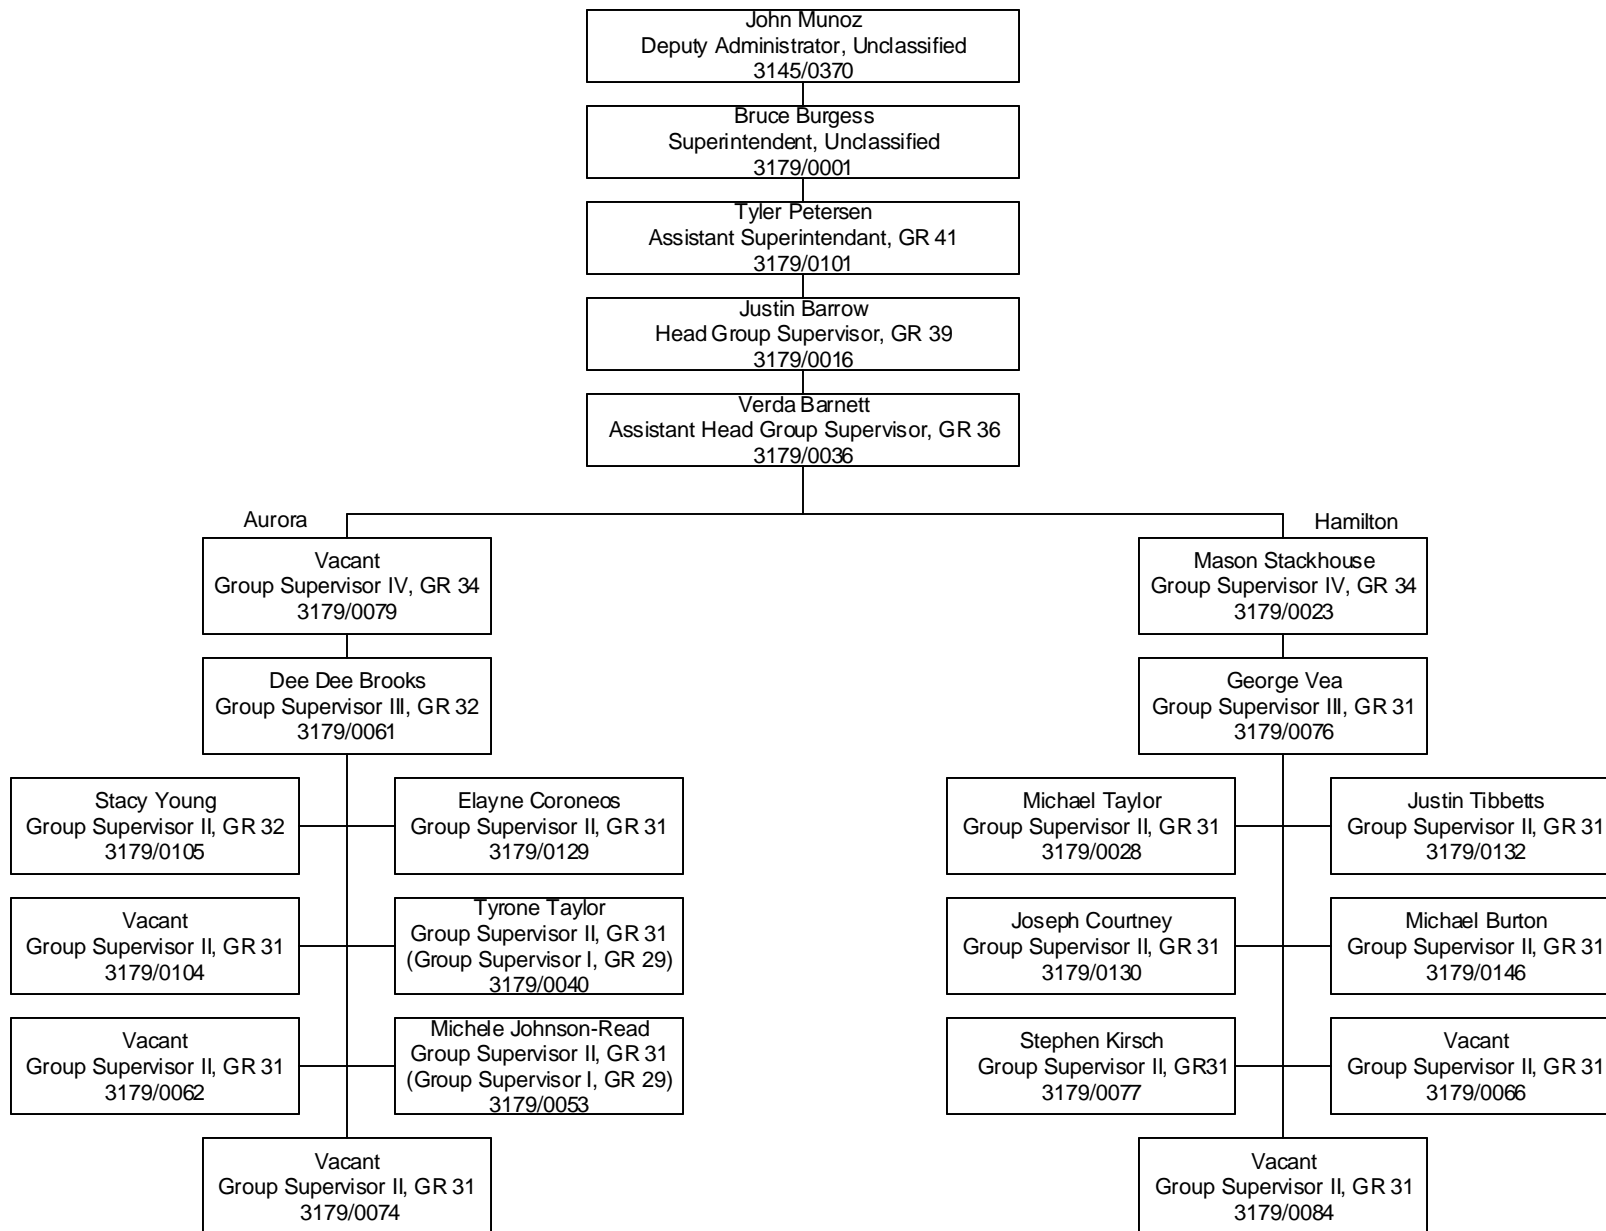 John Munoz
Deputy Administrator, Unclassified
3145/0370
Bruce Burgess
Superintendent, Unclassified
3179/0001
Tyler Petersen
Assistant Superintendant, GR 41
3179/0101
Justin Barrow
Head Group Supervisor, GR 39
3179/0016
Verda Barnett
Assistant Head Group Supervisor, GR 36
3179/0036
Aurora
Vacant
Group Supervisor IV, GR 34
3179/0079
Dee Dee Brooks
Group Supervisor III, GR 32
3179/0061
Stacy Young
Group Supervisor II, GR 32
3179/0105
Elayne Coroneos
Group Supervisor II, GR 31
3179/0129
Vacant
Group Supervisor II, GR 31
3179/0104
Tyrone Taylor
Group Supervisor II, GR 31
(Group Supervisor I, GR 29)
3179/0040
Vacant
Group Supervisor II, GR 31
3179/0062
Michele Johnson-Read
Group Supervisor II, GR 31
(Group Supervisor I, GR 29)
3179/0053
Vacant
Group Supervisor II, GR 31
3179/0074
Hamilton
Mason Stackhouse
Group Supervisor IV, GR 34
3179/0023
George Vea
Group Supervisor III, GR 31
3179/0076
Michael Taylor
Group Supervisor II, GR 31
3179/0028
Justin Tibbetts
Group Supervisor II, GR 31
3179/0132
Joseph Courtney
Group Supervisor II, GR 31
3179/0130
Michael Burton
Group Supervisor II, GR 31
3179/0146
Stephen Kirsch
Group Supervisor II, GR31
3179/0077
Vacant
Group Supervisor II, GR 31
3179/0066
Vacant
Group Supervisor II, GR 31
3179/0084